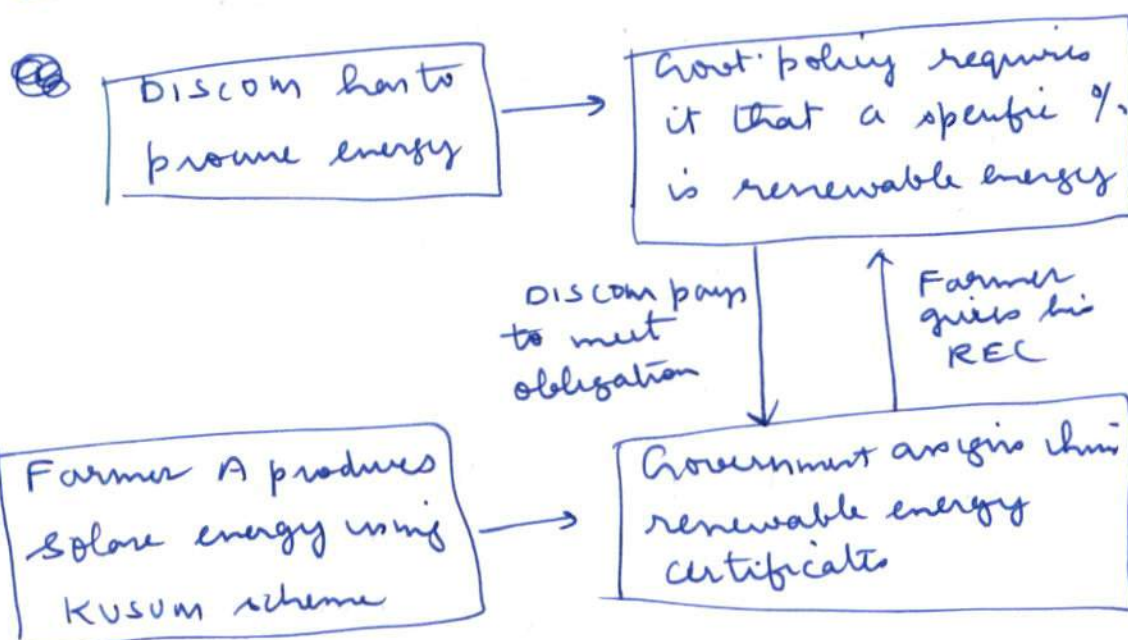 DISCOM has to
procure energy
Govt. policy requires
it that a specific %
is renewable energy
DISCOM pays
to meet
obligation
Farmer
gives his
REC
Farmer A produces
solar energy using
KUSUM scheme
Government assigns him
renewable energy
certificates